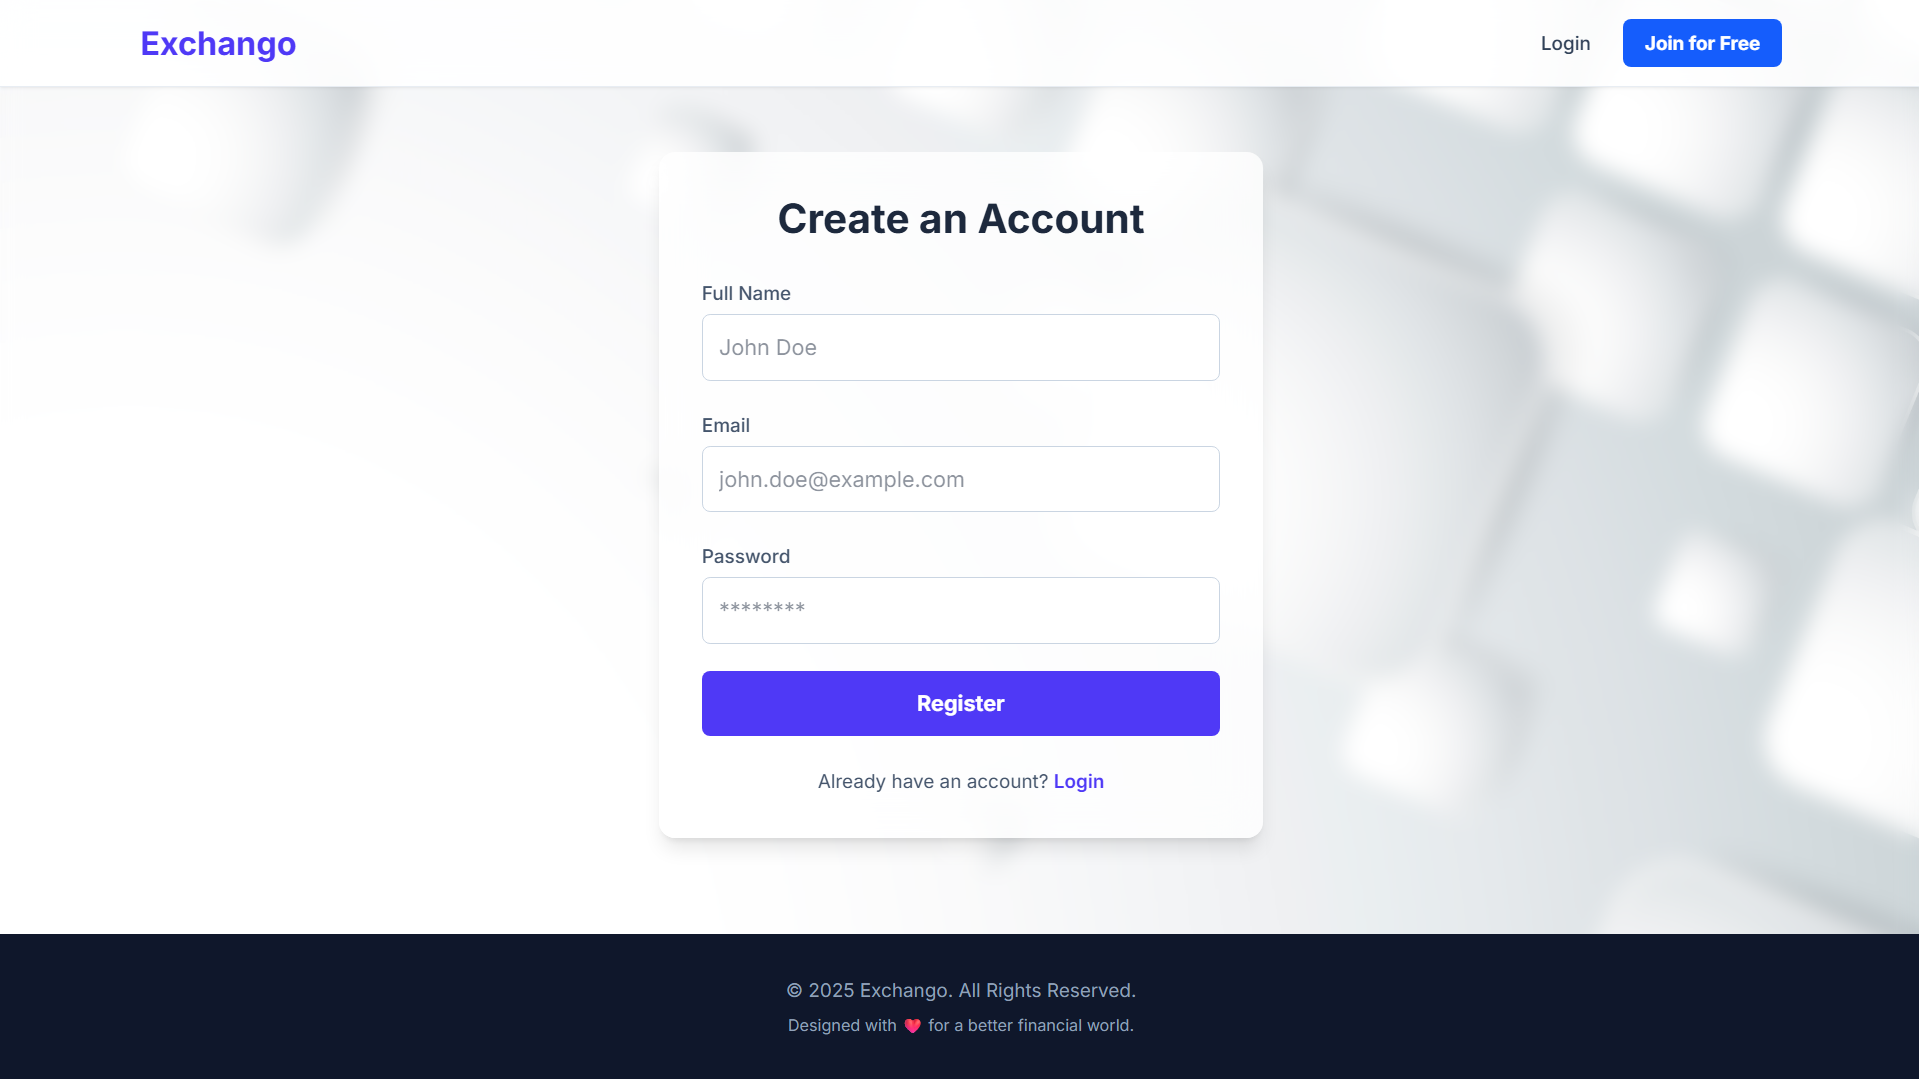 Exchango
Login
Join for Free
Create an Account
Full Name
John Doe
Email
john.doe@example.com
Password
********
Register
Already have an account? Login
© 2025 Exchango. All Rights Reserved.
Designed with ❤️ for a better financial world.